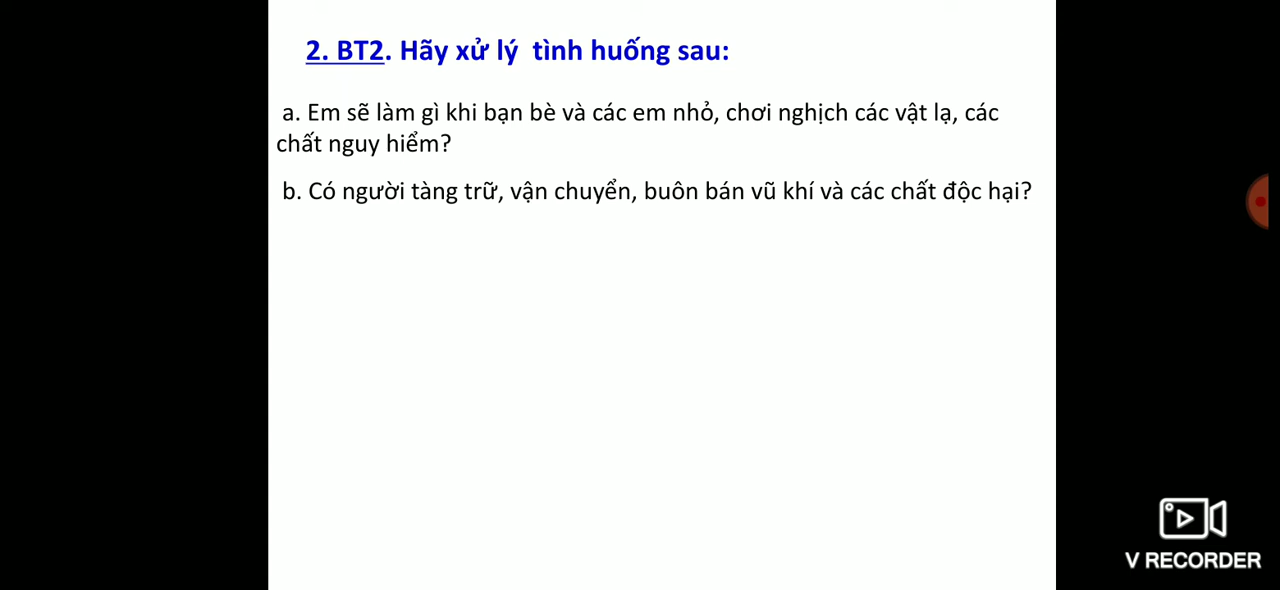 2. BT2. Hãy xử lý  tình huống sau:
a. Em sẽ làm gì khi bạn bè và các em nhỏ, chơi nghịch các vật lạ, các
chất nguy hiểm?
b. Có người tàng trữ, vận chuyển, buôn bán vũ khí và các chất độc hại?
V RECORDER